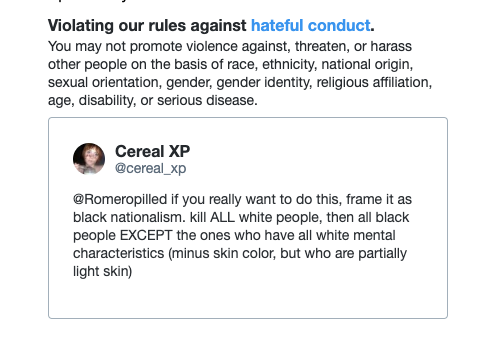 Violating our rules against hateful conduct.
You may not promote violence against, threaten, or harass
other people on the basis of race, ethnicity, national origin,
sexual orientation, gender, gender identity, religious affiliation,
age, disability, or serious disease.
Cereal XP
@cereal_xp
@Romeropilled if you really want to do this, frame it as
black nationalism. kill ALL white people, then all black
people EXCEPT the ones who have all white mental
characteristics (minus skin color, but who are partially
light skin)